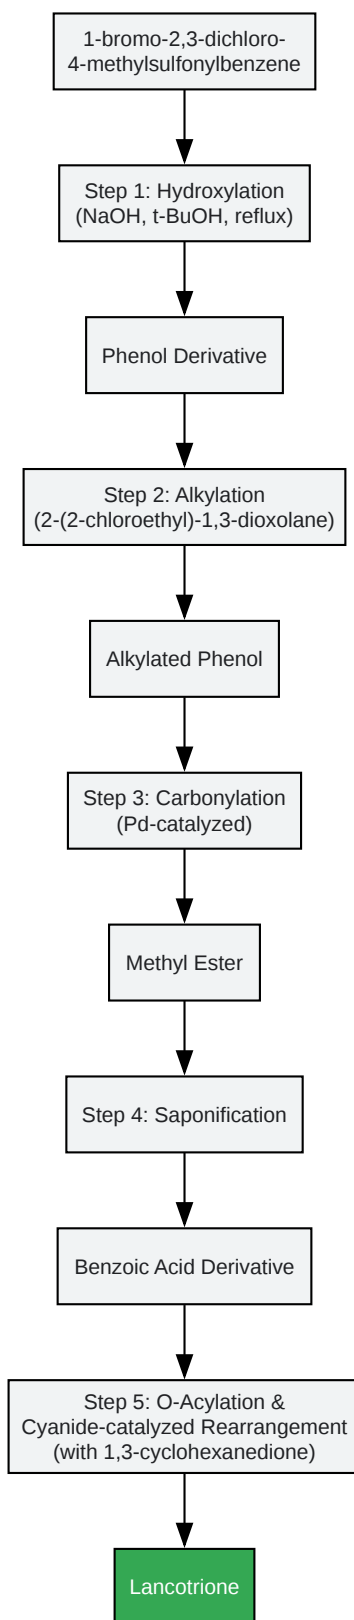 1-bromo-2,3-dichloro-
4-methylsulfonylbenzene
Step 1: Hydroxylation
(NaOH, t-BuOH, reflux)
Phenol Derivative
Step 2: Alkylation
(2-(2-chloroethyl)-1,3-dioxolane)
Alkylated Phenol
Step 3: Carbonylation
(Pd-catalyzed)
Methyl Ester
Step 4: Saponification
Benzoic Acid Derivative
Step 5: O-Acylation &
Cyanide-catalyzed Rearrangement
(with 1,3-cyclohexanedione)
Lancotrione